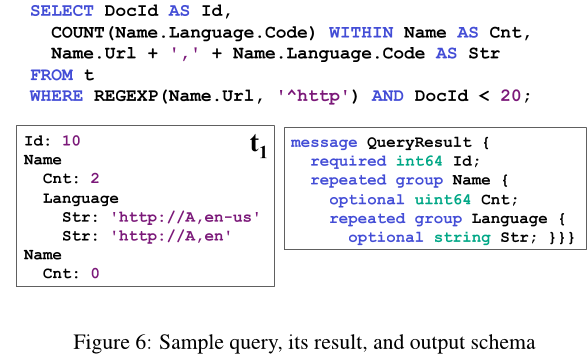 SELECT DocId AS Id,
  COUNT(Name.Language.Code) WITHIN Name AS Cnt,
  Name.Url + ',' + Name.Language.Code AS Str
FROM t
WHERE REGEXP(Name.Url, '^http') AND DocId < 20;
Id: 10
t1
Name
  Cnt: 2
  Language
    Str: 'http://A,en-us'
    Str: 'http://A,en'
Name
  Cnt: 0
message QueryResult {
  required int64 Id;
  repeated group Name {
    optional uint64 Cnt;
    repeated group Language {
      optional string Str; }}}
Figure 6: Sample query, its result, and output schema